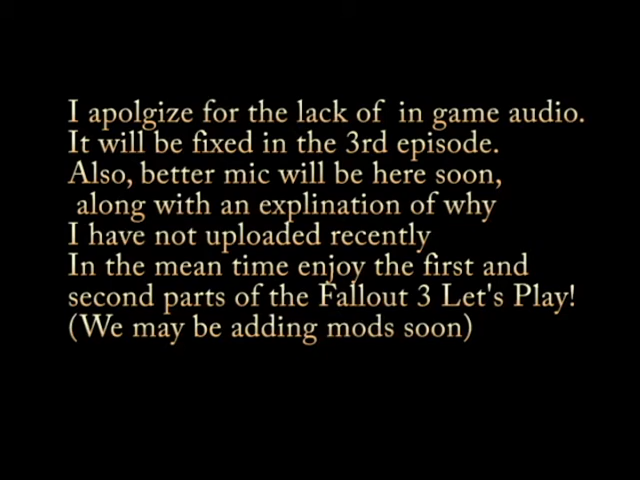 I apolgize for the lack of  in game audio.
It will be fixed in the 3rd episode.
Also, better mic will be here soon,
along with an explination of why
I have not uploaded recently
In the mean time enjoy the first and
second parts of the Fallout 3 Let's Play!
(We may be adding mods soon)